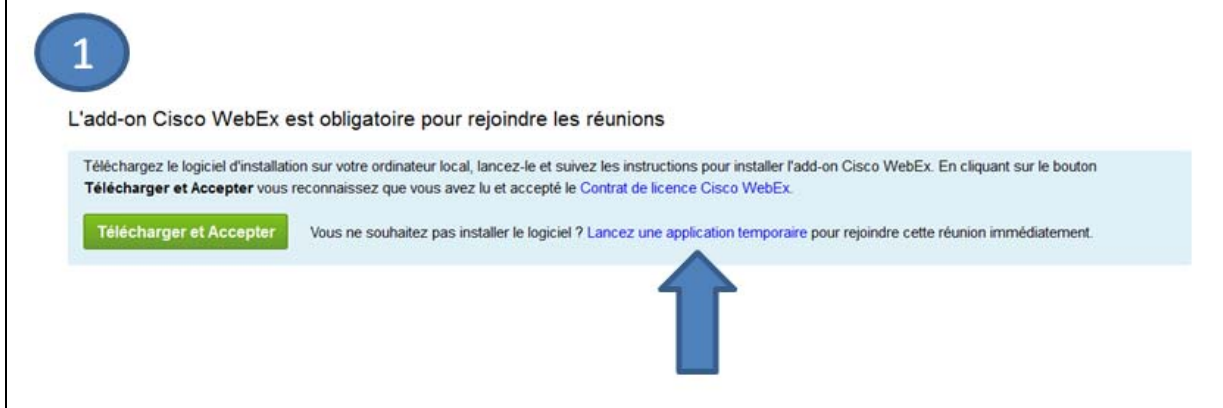 1
L'add-on Cisco WebEx est obligatoire pour rejoindre les réunions
Téléchargez le logiciel d'installation sur votre ordinateur local, lancez-le et suivez les instructions pour installer l'add-on Cisco WebEx. En cliquant sur le bouton
Télécharger et Accepter vous reconnaissez que vous avez lu et accepté le Contrat de licence Cisco WebEx.
Télécharger et Accepter Vous ne souhaitez pas installer le logiciel ? Lancez une application temporaire pour rejoindre cette réunion immédiatement.